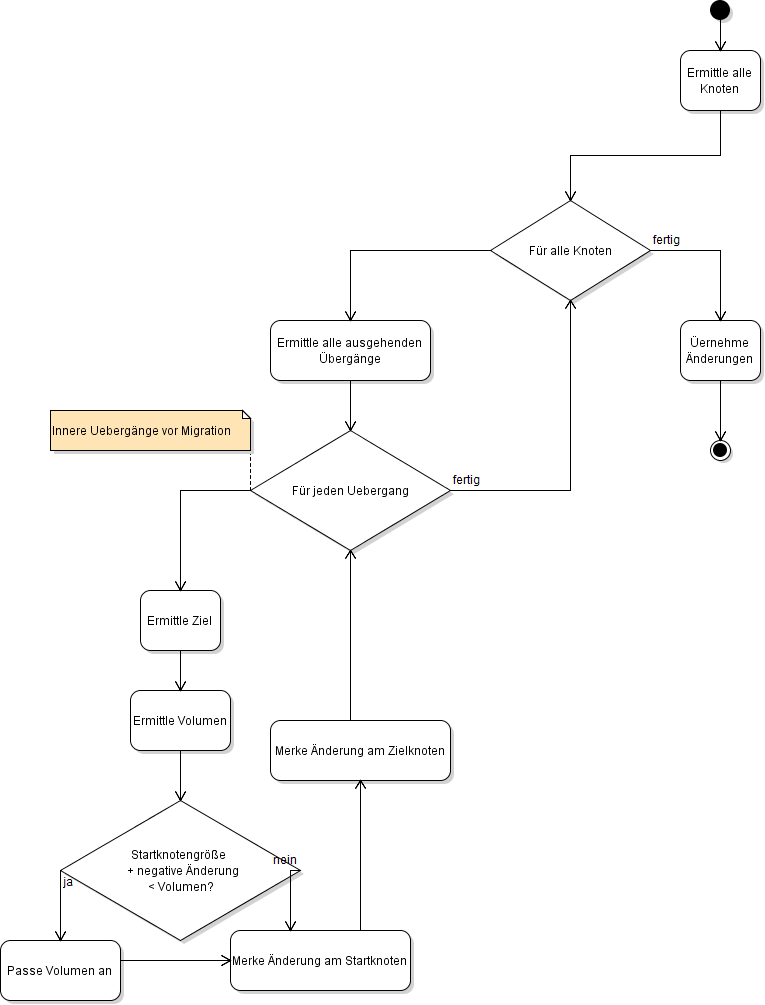 Ermittle alle
Knoten
Für alle Knoten
fertig
Ermittle alle ausgehenden
Übergänge
Üernehme
Änderungen
Innere Uebergänge vor Migration
Für jeden Uebergang
fertig
Ermittle Ziel
Ermittle Volumen
Merke Änderung am Zielknoten
Startknotengröße
+ negative Änderung
< Volumen?
nein
ja
Passe Volumen an
Merke Änderung am Startknoten